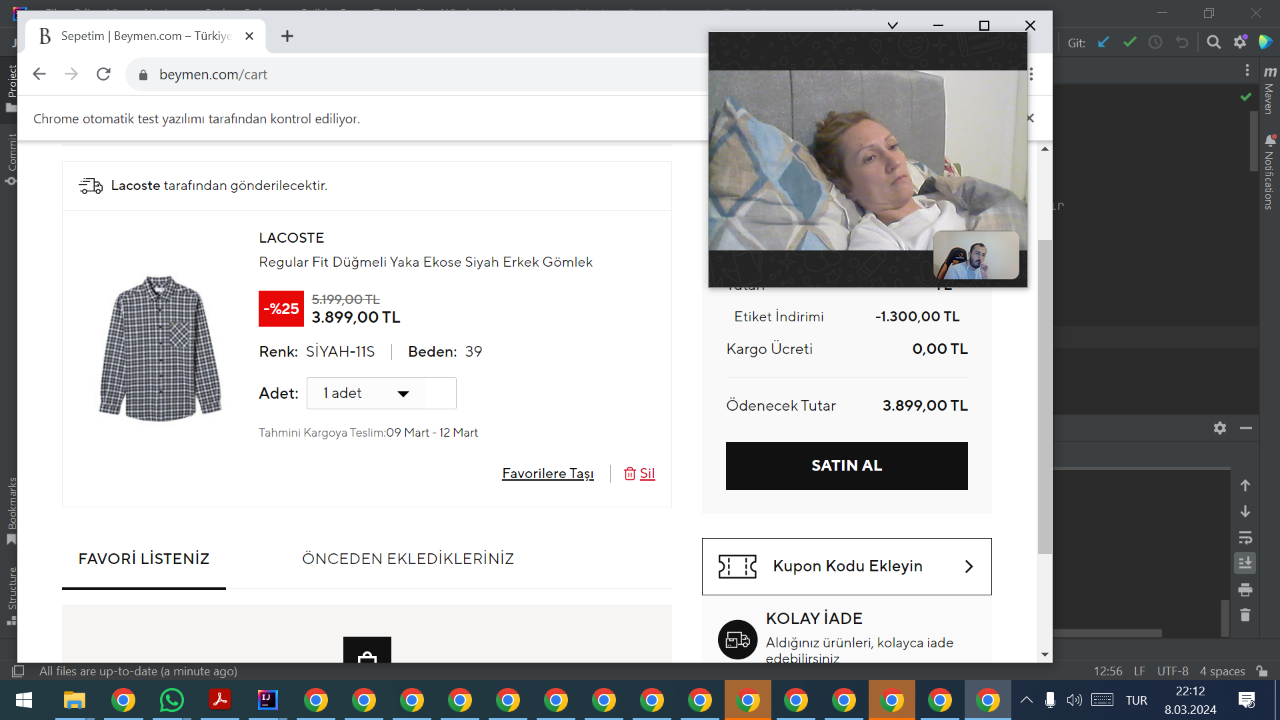 Sepetim | Beymen.com – Türkiye
beymen.com/cart
Git:
Chrome otomatik test yazılımı tarafından kontrol ediliyor.
Project
Commit
Bookmarks
Structure
Maven
Notifications
Lacoste tarafından gönderilecektir.
LACOSTE
Regular Fit Düğmeli Yaka Ekose Siyah Erkek Gömlek
-%25
5.199,00 TL
3.899,00 TL
Renk: SİYAH-11S
Beden: 39
Adet: 1 adet
Tahmini Kargoya Teslim:09 Mart - 12 Mart
Favorilere Taşı
Sil
FAVORİ LİSTENİZ
ÖNCEDEN EKLEDİKLERİNİZ
Tutarı TL
Etiket İndirimi -1.300,00 TL
Kargo Ücreti 0,00 TL
Ödenecek Tutar 3.899,00 TL
SATIN AL
Kupon Kodu Ekleyin
KOLAY İADE
Aldığınız ürünleri, kolayca iade
edebilirsiniz
All files are up-to-date (a minute ago)
12:56 LF UTF-8 4 spaces
TUR
22:12
8.03.2024